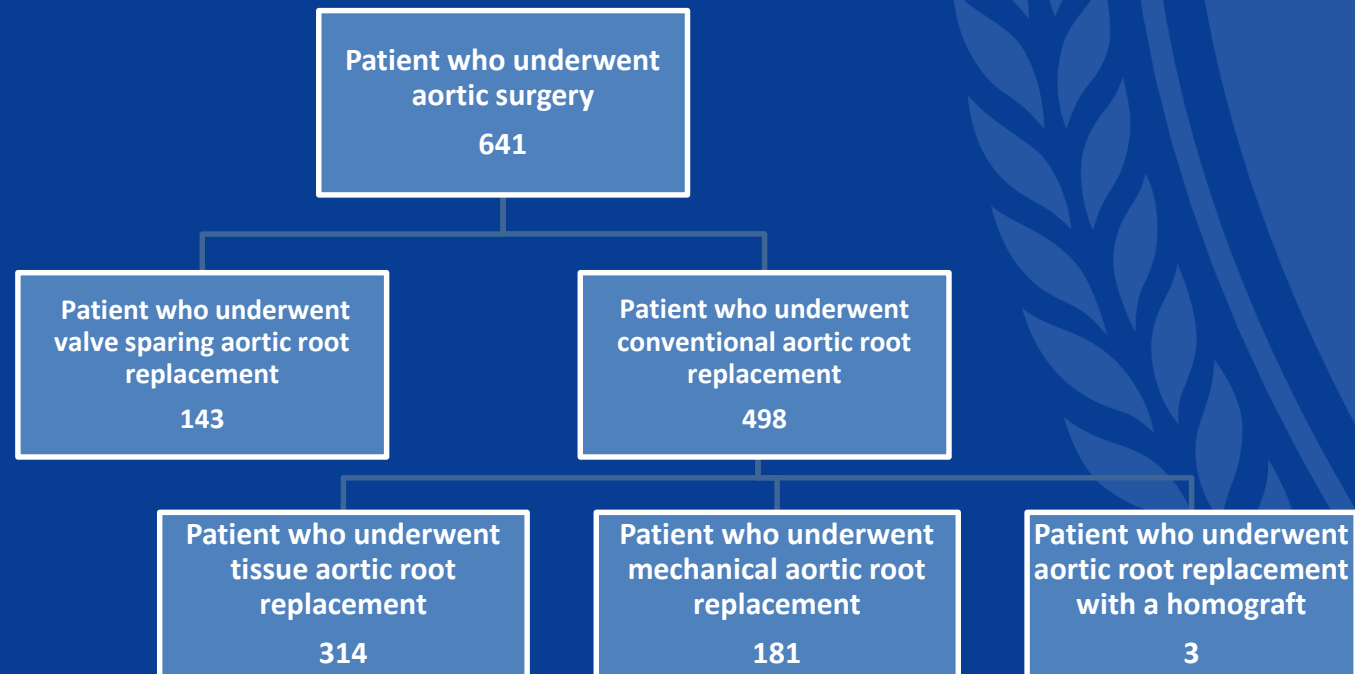 Patient who underwent
aortic surgery
641
Patient who underwent
valve sparing aortic root
replacement
143
Patient who underwent
conventional aortic root
replacement
498
Patient who underwent
tissue aortic root
replacement
314
Patient who underwent
mechanical aortic root
replacement
181
Patient who underwent
aortic root replacement
with a homograft
3